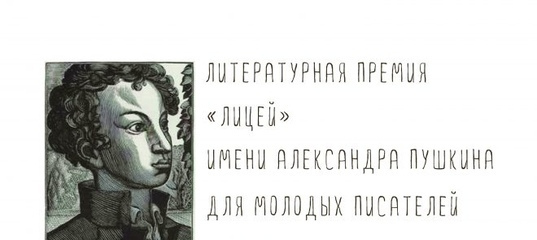 ЛИТЕРАТУРНАЯ ПРЕМИЯ
«ЛИЦЕЙ»
ИМЕНИ АЛЕКСАНДРА ПУШКИНА
ДЛЯ МОЛОДЫХ ПИСАТЕЛЕЙ